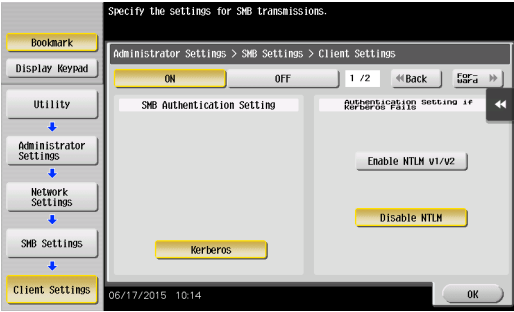 Specify the settings for SMB transmissions.
Bookmark
Display Keypad
Administrator Settings > SMB Settings > Client Settings
ON
OFF
1 /2
Back
For-
ward
Utility
Administrator
Settings
Network
Settings
SMB Settings
Client Settings
SMB Authentication Setting
Kerberos
Authentication Setting if
Kerberos Fails
Enable NTLM v1/v2
Disable NTLM
06/17/2015 10:14
OK